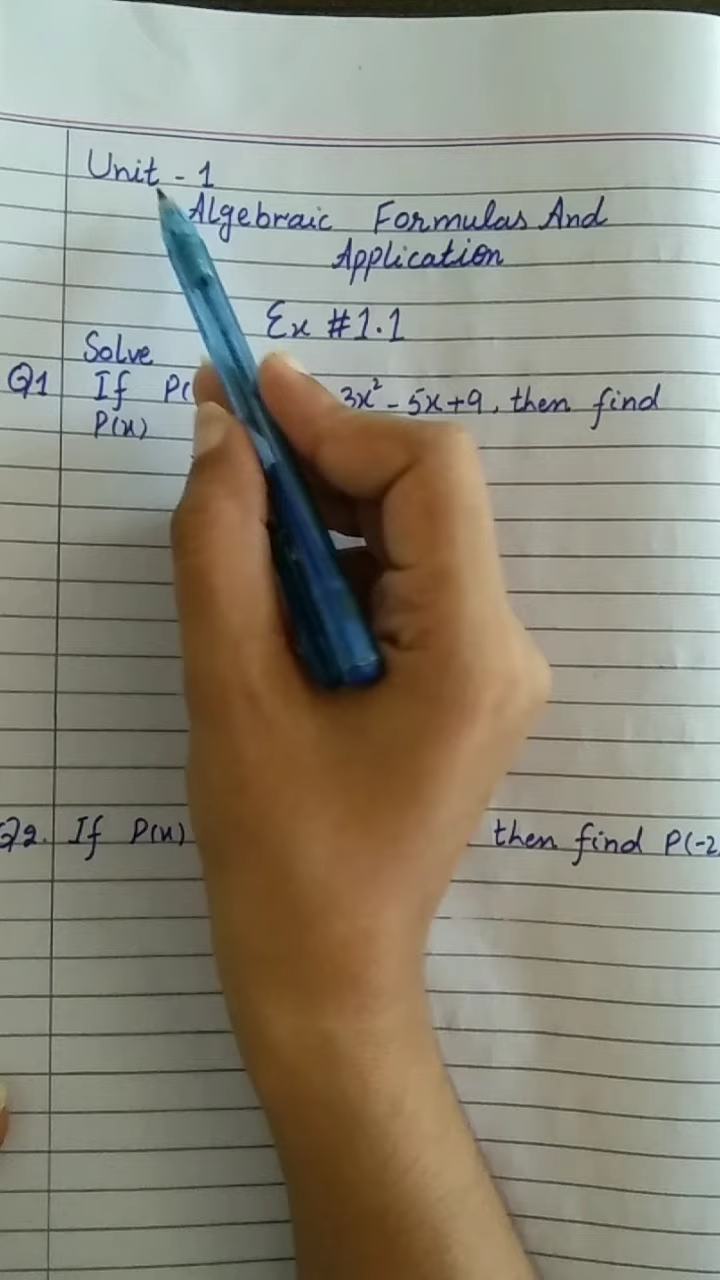 Unit - 1
Algebraic Formulas And
Application
Ex #1.1
Solve
Q1 If P( 3x² - 5x + 9, then find
P(x)
Q2. If P(x) then find P(-2